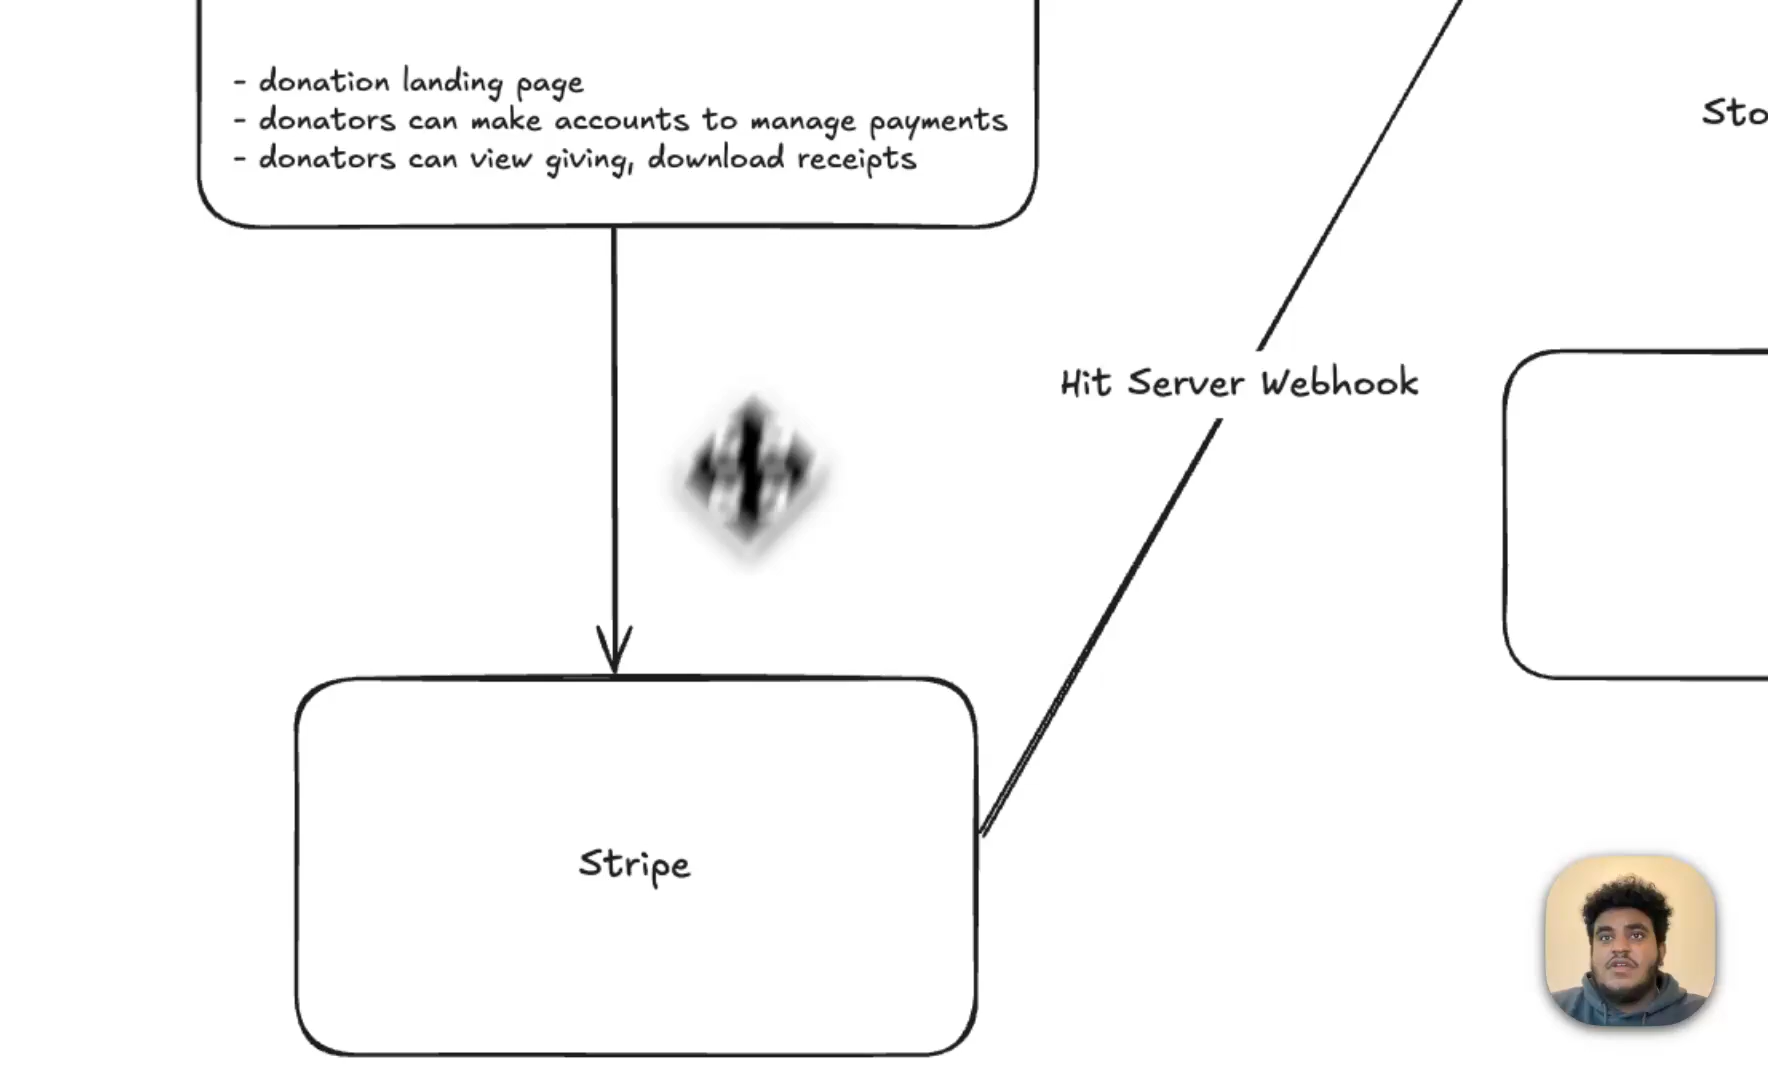 - donation landing page
- donators can make accounts to manage payments
- donators can view giving, download receipts
Sto
Hit Server Webhook
Stripe